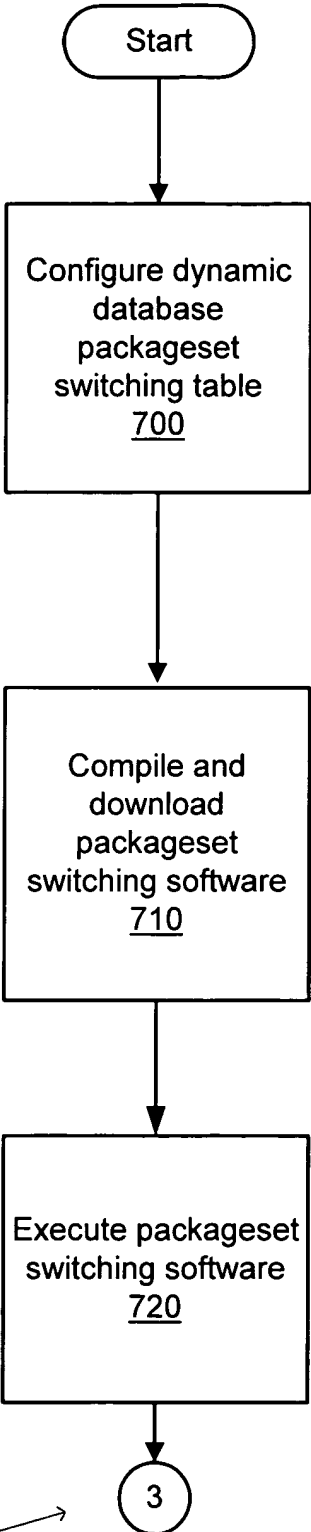 Start
Configure dynamic
database
packageset
switching table
700
Compile and
download
packageset
switching software
710
Execute packageset
switching software
720
3